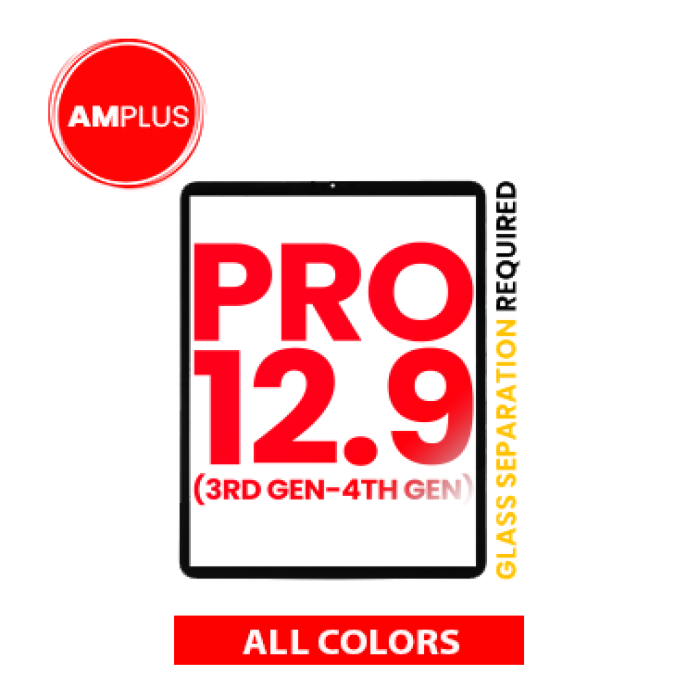 AMPLUS
PRO
12.9
(3RD GEN-4TH GEN)
GLASS SEPARATION REQUIRED
ALL COLORS